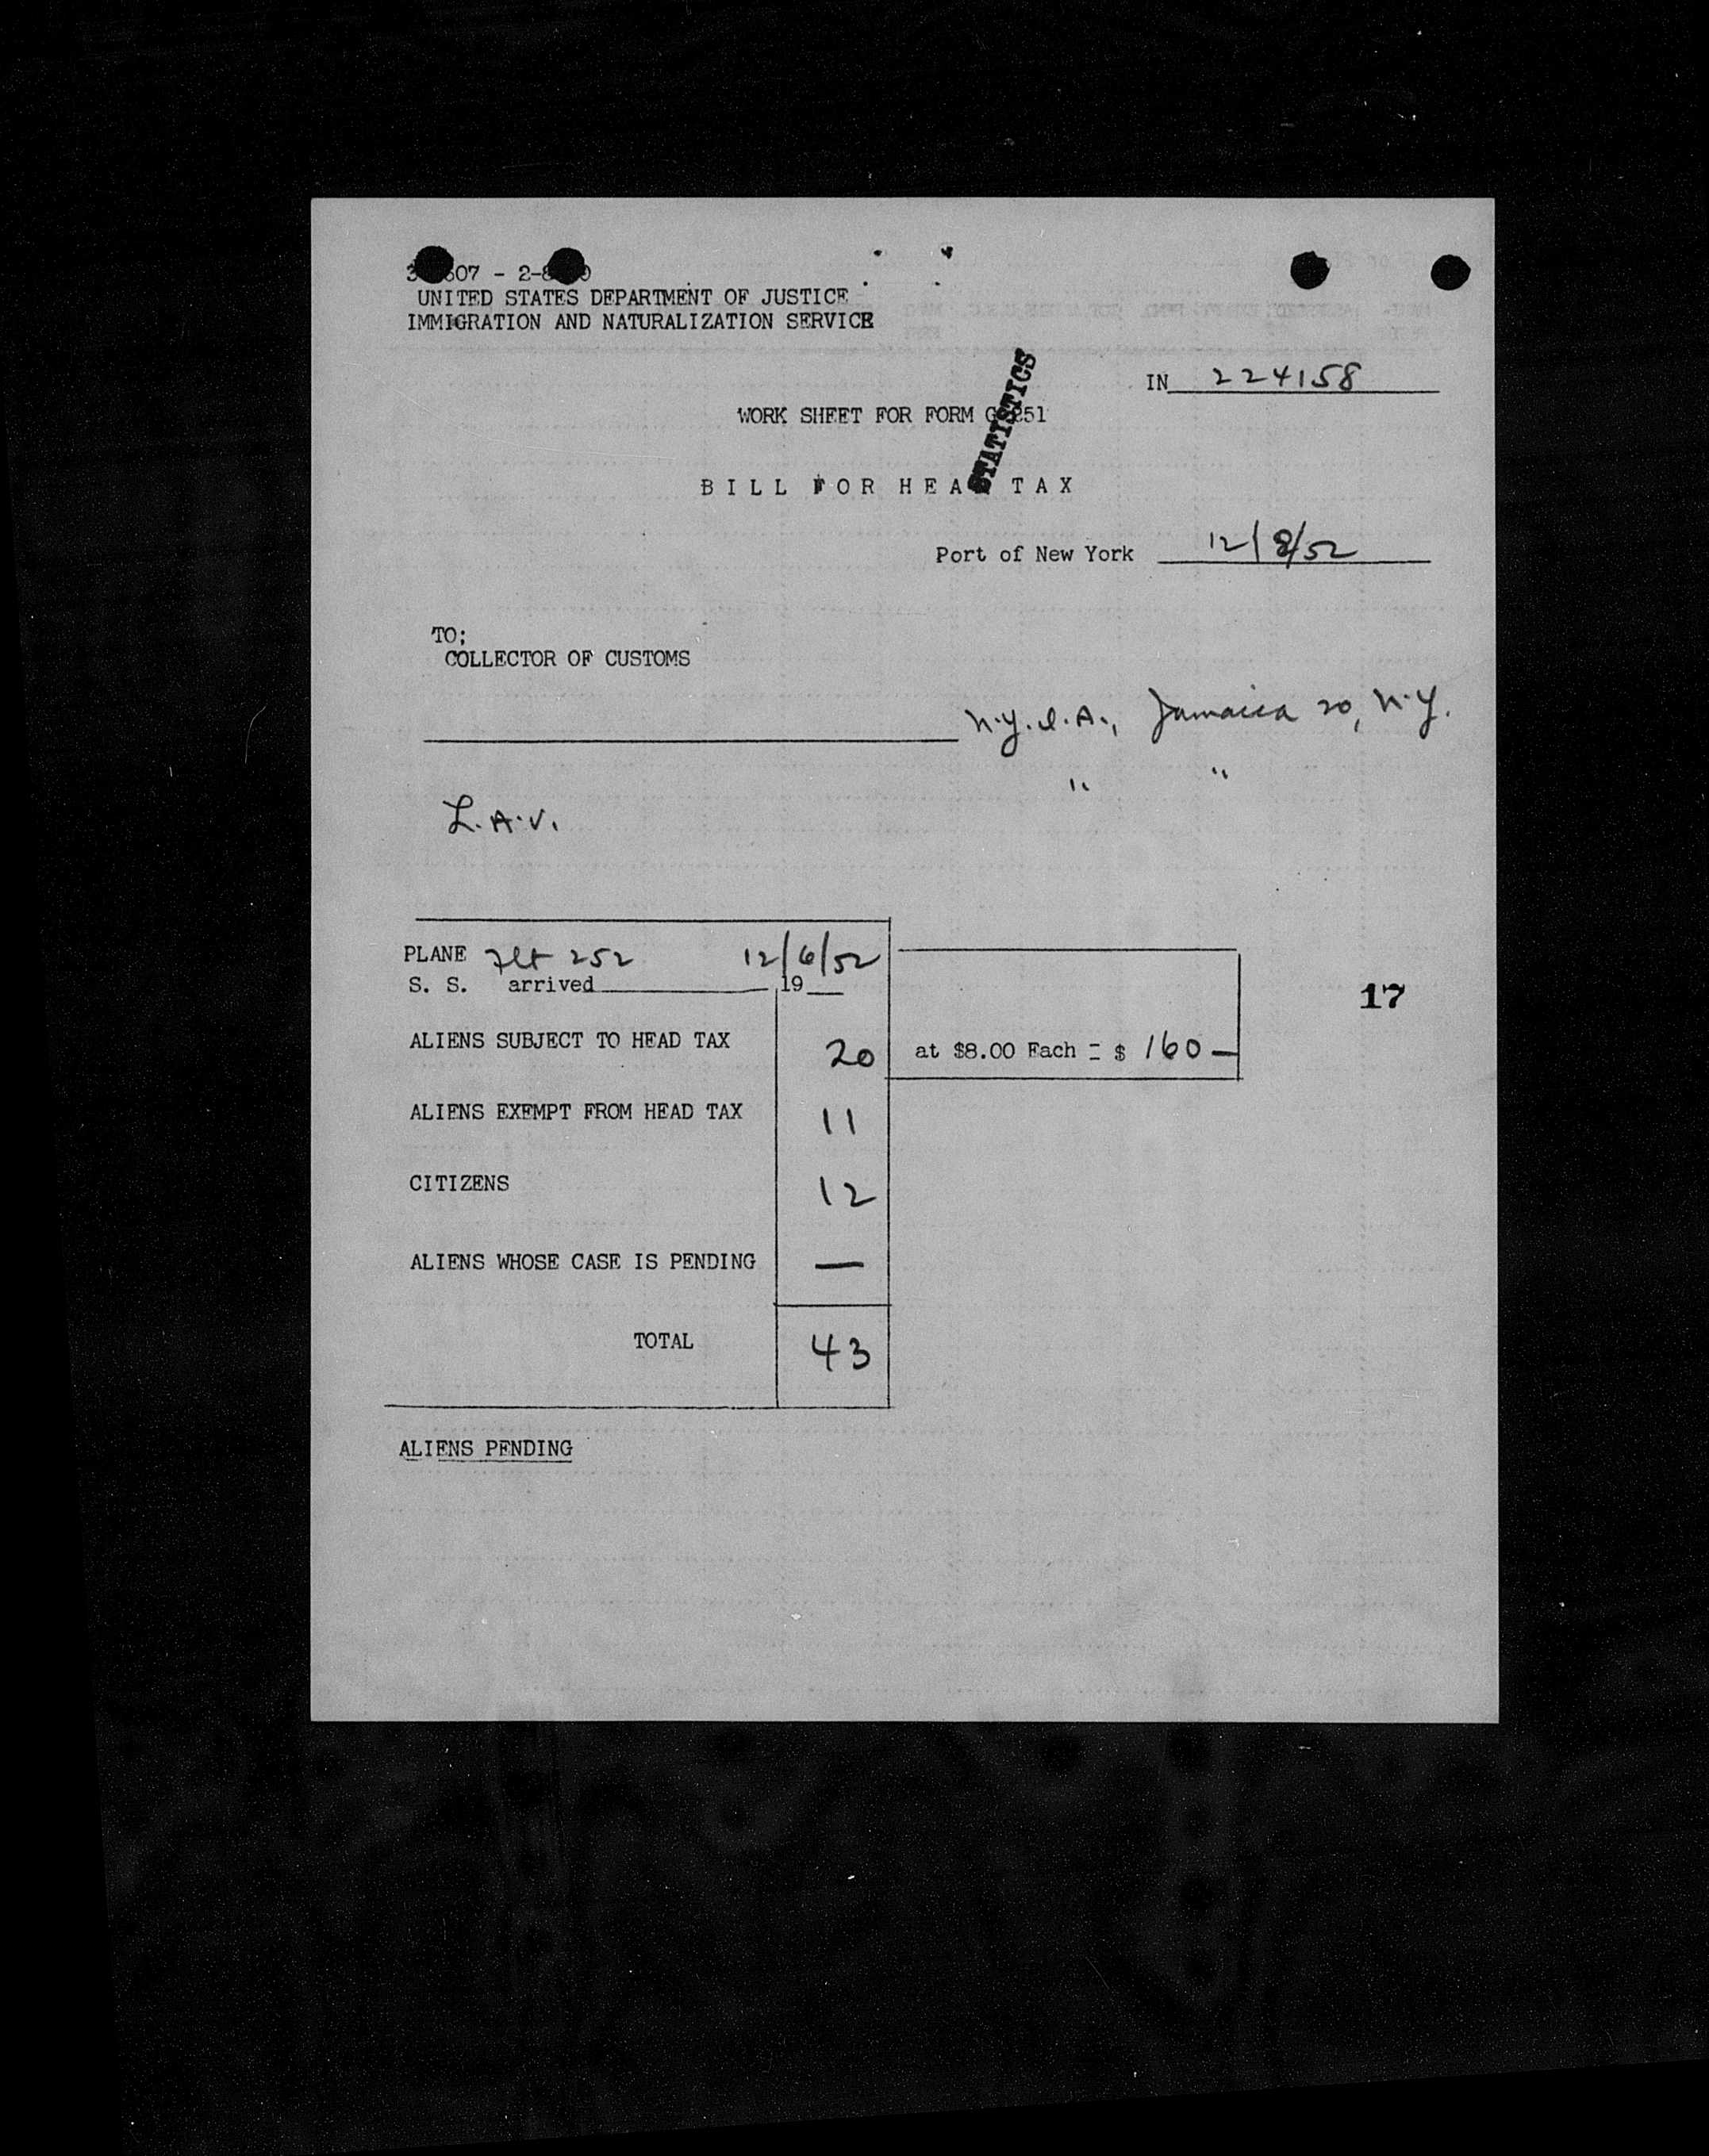 UNITED STATES DEPARTMENT OF JUSTICE
IMMIGRATION AND NATURALIZATION SERVICE
IN 224158
STATISTICS
WORK SHEET FOR FORM G-251
BILL FOR HEAD TAX
Port of New York 12/8/52
TO:
COLLECTOR OF CUSTOMS
N.Y.I.A., Jamaica 20, N.Y.
" "
L.A.V.
PLANE Flt 252 12/6/52
S. S. arrived 19
17
ALIENS SUBJECT TO HEAD TAX 20 at $8.00 Each = $ 160 —
ALIENS EXEMPT FROM HEAD TAX 11
CITIZENS 12
ALIENS WHOSE CASE IS PENDING —
TOTAL 43
ALIENS PENDING